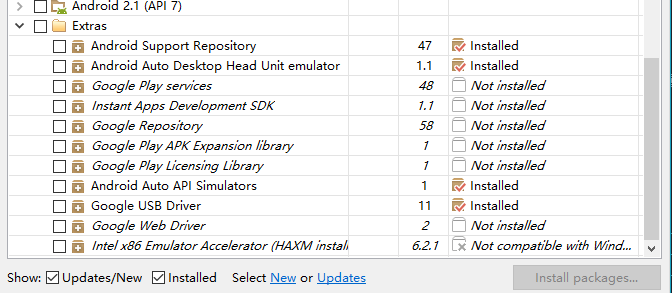 Android 2.1 (API 7)
Extras
Android Support Repository 47 Installed
Android Auto Desktop Head Unit emulator 1.1 Installed
Google Play services 48 Not installed
Instant Apps Development SDK 1.1 Not installed
Google Repository 58 Not installed
Google Play APK Expansion library 1 Not installed
Google Play Licensing Library 1 Not installed
Android Auto API Simulators 1 Installed
Google USB Driver 11 Installed
Google Web Driver 2 Not installed
Intel x86 Emulator Accelerator (HAXM install 6.2.1 Not compatible with Wind...
Show: Updates/New Installed Select New or Updates Install packages...